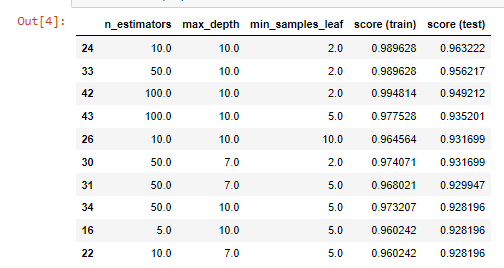 Out[4]:
n_estimators max_depth min_samples_leaf score (train) score (test)
24 10.0 10.0 2.0 0.989628 0.963222
33 50.0 10.0 2.0 0.989628 0.956217
42 100.0 10.0 2.0 0.994814 0.949212
43 100.0 10.0 5.0 0.977528 0.935201
26 10.0 10.0 10.0 0.964564 0.931699
30 50.0 7.0 2.0 0.974071 0.931699
31 50.0 7.0 5.0 0.968021 0.929947
34 50.0 10.0 5.0 0.973207 0.928196
16 5.0 10.0 5.0 0.960242 0.928196
22 10.0 7.0 5.0 0.960242 0.928196